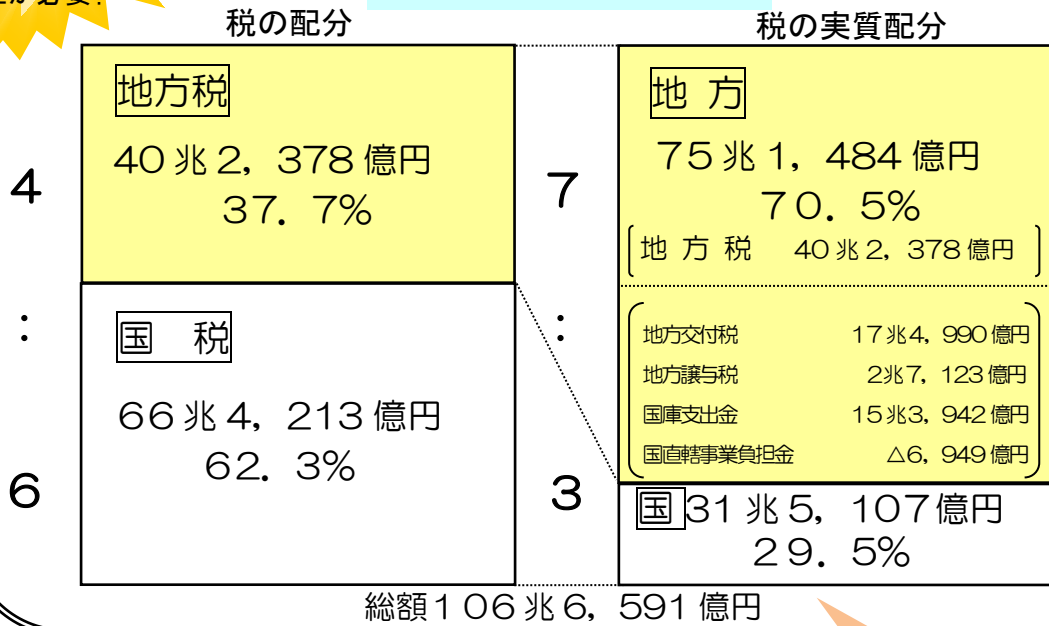 必要!
税の配分
税の実質配分
地方税
40兆2,378億円
37.7%
国 税
66兆4,213億円
62.3%
4
:
6
7
:
3
地 方
75兆1,484億円
70.5%
地 方 税 40兆2,378億円
地方交付税 17兆4,990億円
地方譲与税 2兆7,123億円
国庫支出金 15兆3,942億円
国直轄事業負担金 △6,949億円
国 31兆5,107億円
29.5%
総額106兆6,591億円